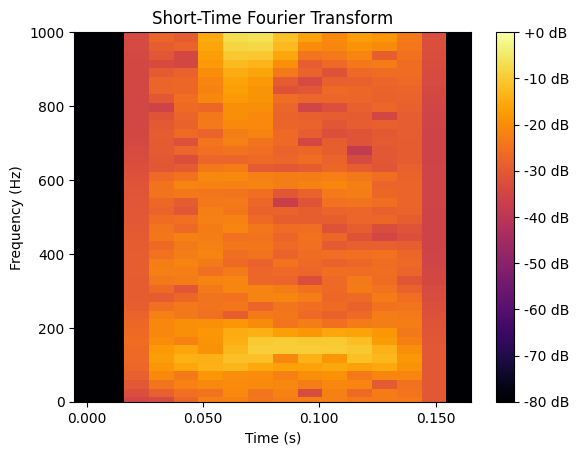 Short-Time Fourier Transform
1000
800
600
400
200
0
Frequency (Hz)
0.000
0.050
0.100
0.150
Time (s)
+0 dB
-10 dB
-20 dB
-30 dB
-40 dB
-50 dB
-60 dB
-70 dB
-80 dB